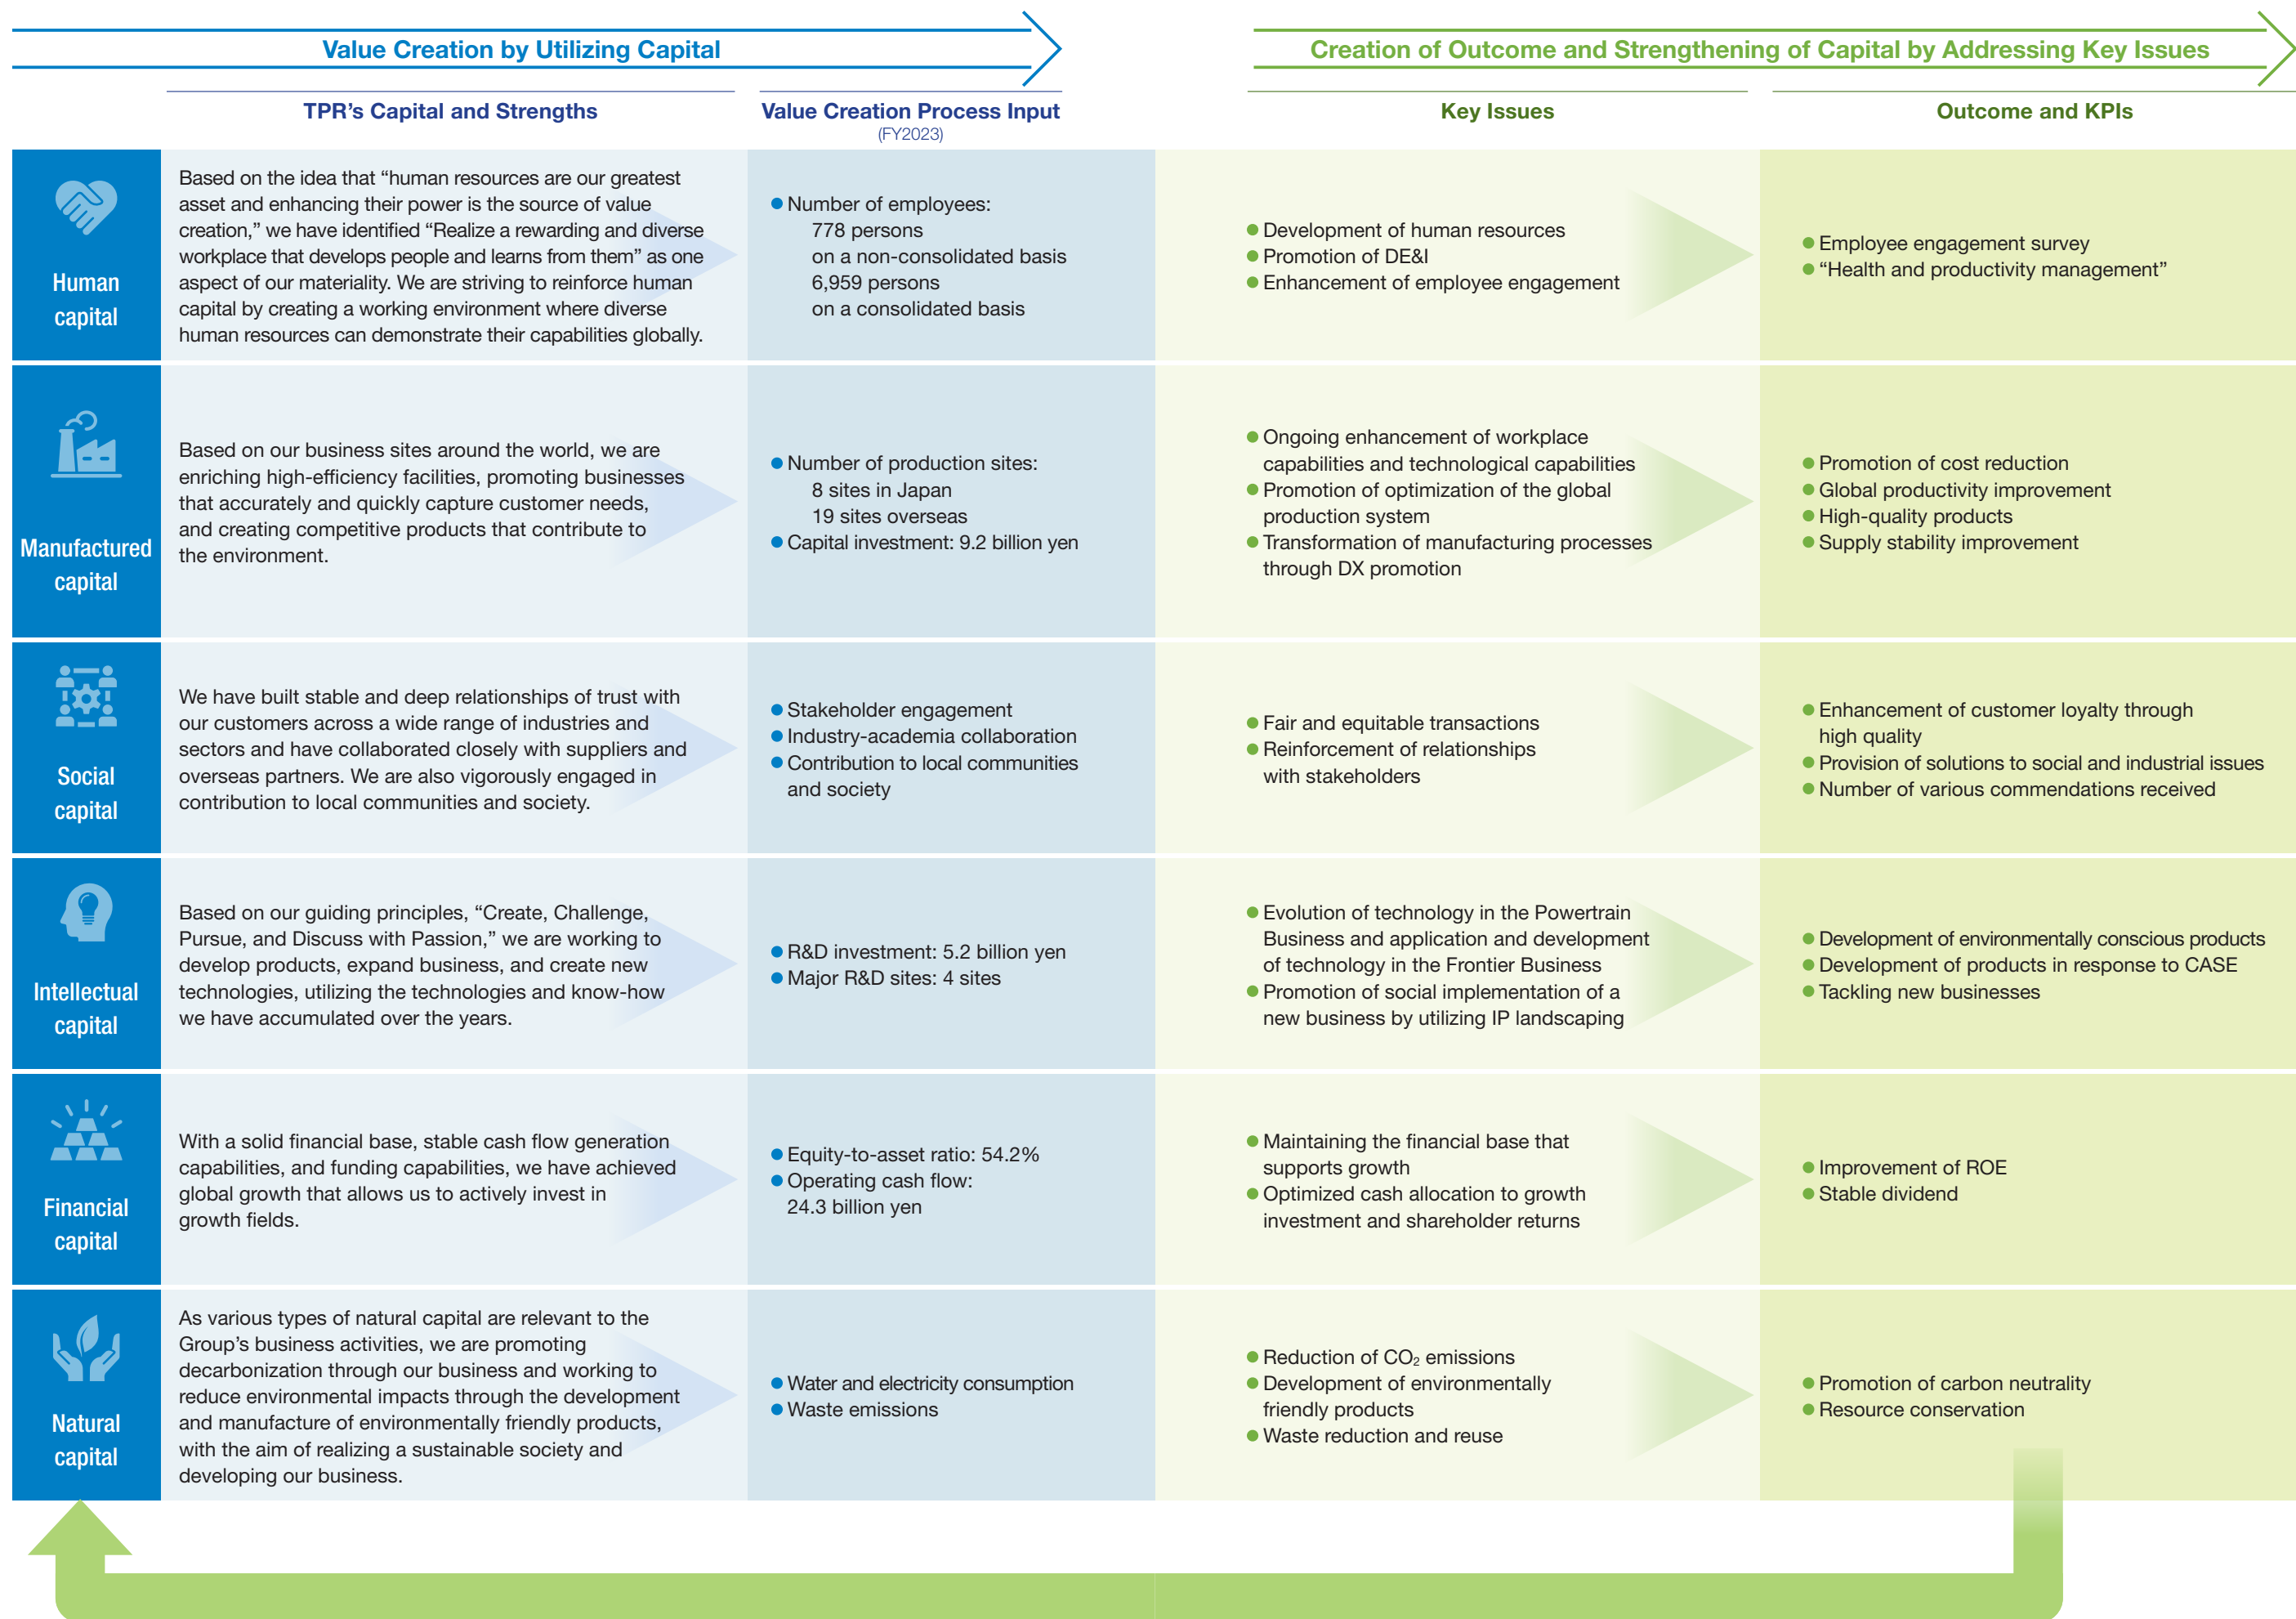 Value Creation by Utilizing Capital
Creation of Outcome and Strengthening of Capital by Addressing Key Issues
TPR’s Capital and Strengths
Value Creation Process Input
(FY2023)
Key Issues
Outcome and KPIs
Human
capital
Based on the idea that “human resources are our greatest
asset and enhancing their power is the source of value
creation,” we have identified “Realize a rewarding and diverse
workplace that develops people and learns from them” as one
aspect of our materiality. We are striving to reinforce human
capital by creating a working environment where diverse
human resources can demonstrate their capabilities globally.
● Number of employees:
778 persons
on a non-consolidated basis
6,959 persons
on a consolidated basis
● Development of human resources
● Promotion of DE&I
● Enhancement of employee engagement
● Employee engagement survey
● “Health and productivity management”
Manufactured
capital
Based on our business sites around the world, we are
enriching high-efficiency facilities, promoting businesses
that accurately and quickly capture customer needs,
and creating competitive products that contribute to
the environment.
● Number of production sites:
8 sites in Japan
19 sites overseas
● Capital investment: 9.2 billion yen
● Ongoing enhancement of workplace
capabilities and technological capabilities
● Promotion of optimization of the global
production system
● Transformation of manufacturing processes
through DX promotion
● Promotion of cost reduction
● Global productivity improvement
● High-quality products
● Supply stability improvement
Social
capital
We have built stable and deep relationships of trust with
our customers across a wide range of industries and
sectors and have collaborated closely with suppliers and
overseas partners. We are also vigorously engaged in
contribution to local communities and society.
● Stakeholder engagement
● Industry-academia collaboration
● Contribution to local communities
and society
● Fair and equitable transactions
● Reinforcement of relationships
with stakeholders
● Enhancement of customer loyalty through
high quality
● Provision of solutions to social and industrial issues
● Number of various commendations received
Intellectual
capital
Based on our guiding principles, “Create, Challenge,
Pursue, and Discuss with Passion,” we are working to
develop products, expand business, and create new
technologies, utilizing the technologies and know-how
we have accumulated over the years.
● R&D investment: 5.2 billion yen
● Major R&D sites: 4 sites
● Evolution of technology in the Powertrain
Business and application and development
of technology in the Frontier Business
● Promotion of social implementation of a
new business by utilizing IP landscaping
● Development of environmentally conscious products
● Development of products in response to CASE
● Tackling new businesses
Financial
capital
With a solid financial base, stable cash flow generation
capabilities, and funding capabilities, we have achieved
global growth that allows us to actively invest in
growth fields.
● Equity-to-asset ratio: 54.2%
● Operating cash flow:
24.3 billion yen
● Maintaining the financial base that
supports growth
● Optimized cash allocation to growth
investment and shareholder returns
● Improvement of ROE
● Stable dividend
Natural
capital
As various types of natural capital are relevant to the
Group’s business activities, we are promoting
decarbonization through our business and working to
reduce environmental impacts through the development
and manufacture of environmentally friendly products,
with the aim of realizing a sustainable society and
developing our business.
● Water and electricity consumption
● Waste emissions
● Reduction of CO₂ emissions
● Development of environmentally
friendly products
● Waste reduction and reuse
● Promotion of carbon neutrality
● Resource conservation